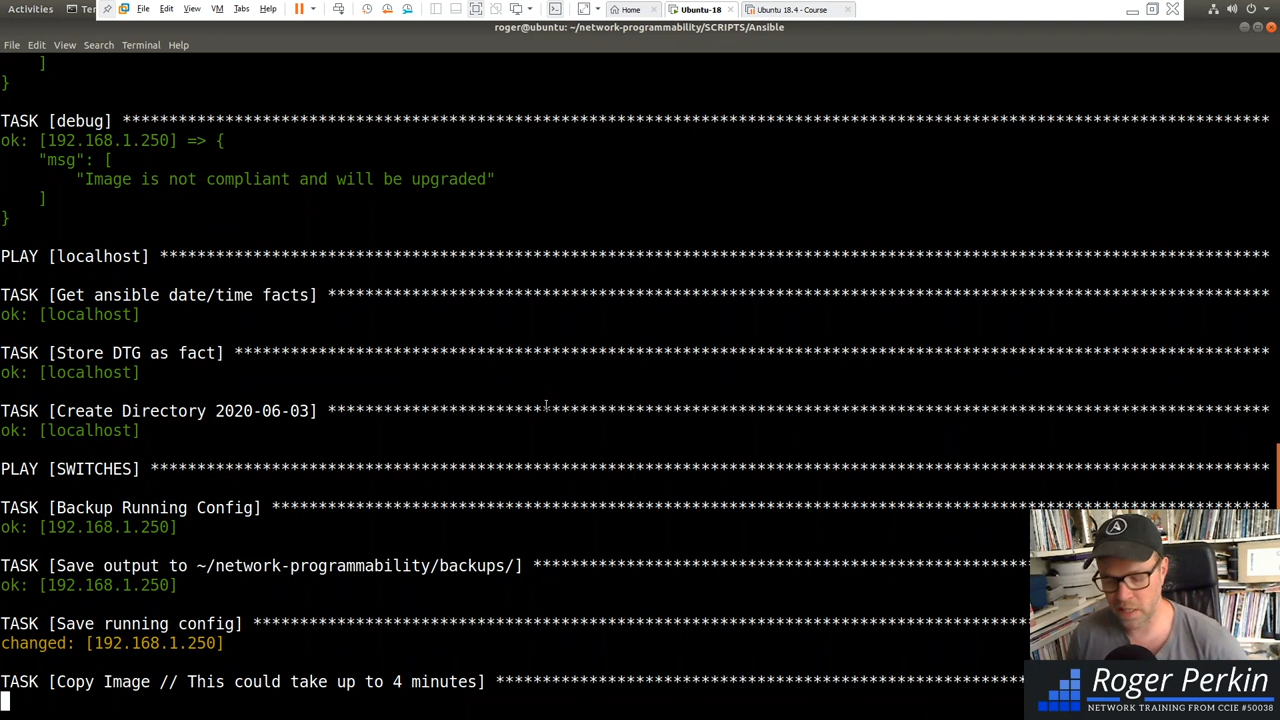 Activities
Ter
File Edit View VM Tabs Help
Home
Ubuntu-18
Ubuntu 18.4 - Course
roger@ubuntu: ~/network-programmability/SCRIPTS/Ansible
File Edit View Search Terminal Help
]
}
TASK [debug] **************************************************************************************************************************
ok: [192.168.1.250] => {
"msg": [
"Image is not compliant and will be upgraded"
]
}
PLAY [localhost] **********************************************************************************************************************
TASK [Get ansible date/time facts] ****************************************************************************************************
ok: [localhost]
TASK [Store DTG as fact] **************************************************************************************************************
ok: [localhost]
TASK [Create Directory 2020-06-03] ****************************************************************************************************
ok: [localhost]
PLAY [SWITCHES] ***********************************************************************************************************************
TASK [Backup Running Config] **********************************************************************************************************
ok: [192.168.1.250]
TASK [Save output to ~/network-programmability/backups/] *****************************************************
ok: [192.168.1.250]
TASK [Save running config] ***********************************************************************************
changed: [192.168.1.250]
TASK [Copy Image // This could take up to 4 minutes] *********************************************************
Roger Perkin
NETWORK TRAINING FROM CCIE #50038